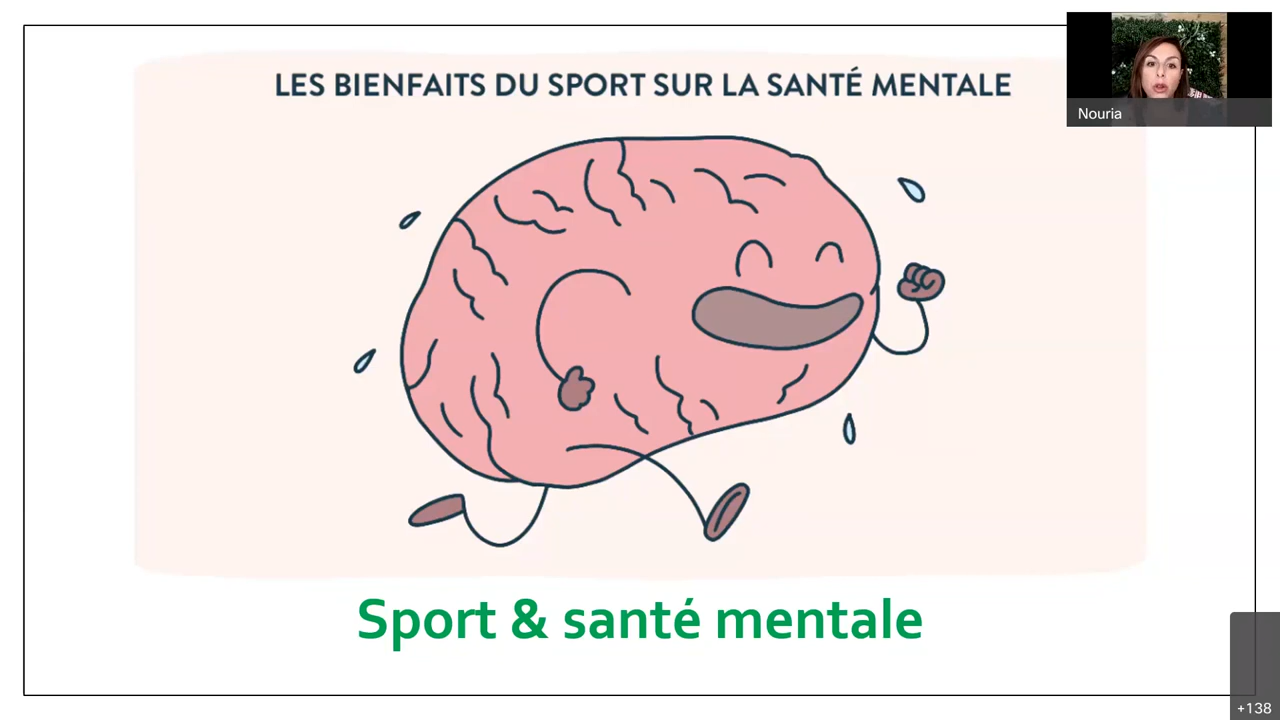 LES BIENFAITS DU SPORT SUR LA SANTÉ MENTALE
Nouria
Sport & santé mentale
+138